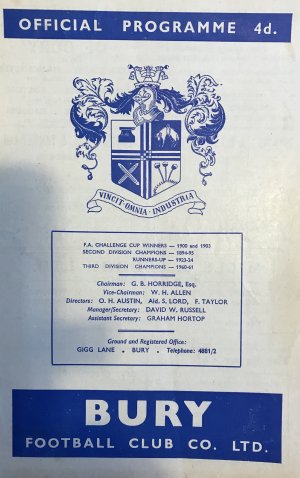 OFFICIAL PROGRAMME 4d.
VINCIT · OMNIA · INDUSTRIA
F.A. CHALLENGE CUP WINNERS — 1900 and 1903
SECOND DIVISION CHAMPIONS — 1894-95
RUNNERS-UP — 1923-24
THIRD DIVISION CHAMPIONS — 1960-61
Chairman: G. B. HORRIDGE, Esq.
Vice-Chairman: W. H. ALLEN
Directors: O. H. AUSTIN, Ald. S. LORD, F. TAYLOR
Manager/Secretary: DAVID W. RUSSELL
Assistant Secretary: GRAHAM HORTOP
Ground and Registered Office:
GIGG LANE . BURY . Telephone: 4881/2
BURY
FOOTBALL CLUB CO. LTD.